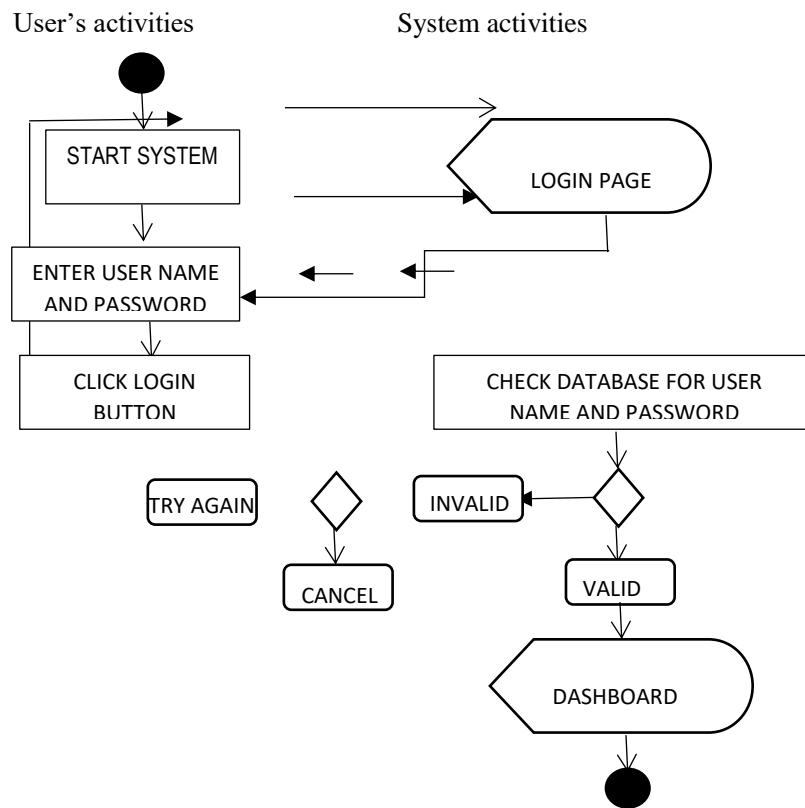 User's activities
System activities
START SYSTEM
LOGIN PAGE
ENTER USER NAME
AND PASSWORD
CLICK LOGIN
BUTTON
CHECK DATABASE FOR USER
NAME AND PASSWORD
TRY AGAIN
INVALID
CANCEL
VALID
DASHBOARD